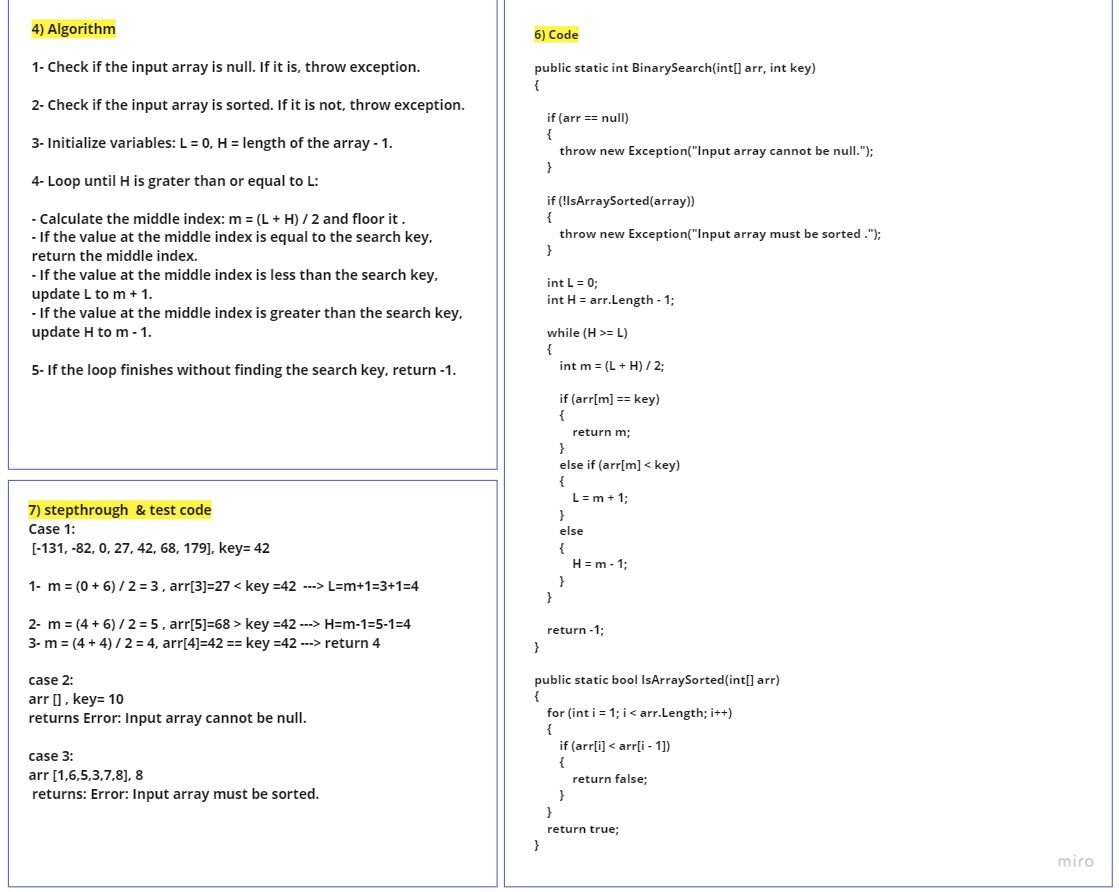 4) Algorithm
1- Check if the input array is null. If it is, throw exception.
2- Check if the input array is sorted. If it is not, throw exception.
3- Initialize variables: L = 0, H = length of the array - 1.
4- Loop until H is grater than or equal to L:
- Calculate the middle index: m = (L + H) / 2 and floor it .
- If the value at the middle index is equal to the search key,
return the middle index.
- If the value at the middle index is less than the search key,
update L to m + 1.
- If the value at the middle index is greater than the search key,
update H to m - 1.
5- If the loop finishes without finding the search key, return -1.
7) stepthrough & test code
Case 1:
[-131, -82, 0, 27, 42, 68, 179], key= 42
1- m = (0 + 6) / 2 = 3 , arr[3]=27 < key =42 ---> L=m+1=3+1=4
2- m = (4 + 6) / 2 = 5 , arr[5]=68 > key =42 ---> H=m-1=5-1=4
3- m = (4 + 4) / 2 = 4, arr[4]=42 == key =42 ---> return 4
case 2:
arr [] , key= 10
returns Error: Input array cannot be null.
case 3:
arr [1,6,5,3,7,8], 8
returns: Error: Input array must be sorted.
6) Code
public static int BinarySearch(int[] arr, int key)
{
if (arr == null)
{
throw new Exception("Input array cannot be null.");
}
if (!IsArraySorted(array))
{
throw new Exception("Input array must be sorted .");
}
int L = 0;
int H = arr.Length - 1;
while (H >= L)
{
int m = (L + H) / 2;
if (arr[m] == key)
{
return m;
}
else if (arr[m] < key)
{
L = m + 1;
}
else
{
H = m - 1;
}
}
return -1;
}
public static bool IsArraySorted(int[] arr)
{
for (int i = 1; i < arr.Length; i++)
{
if (arr[i] < arr[i - 1])
{
return false;
}
}
return true;
}
miro